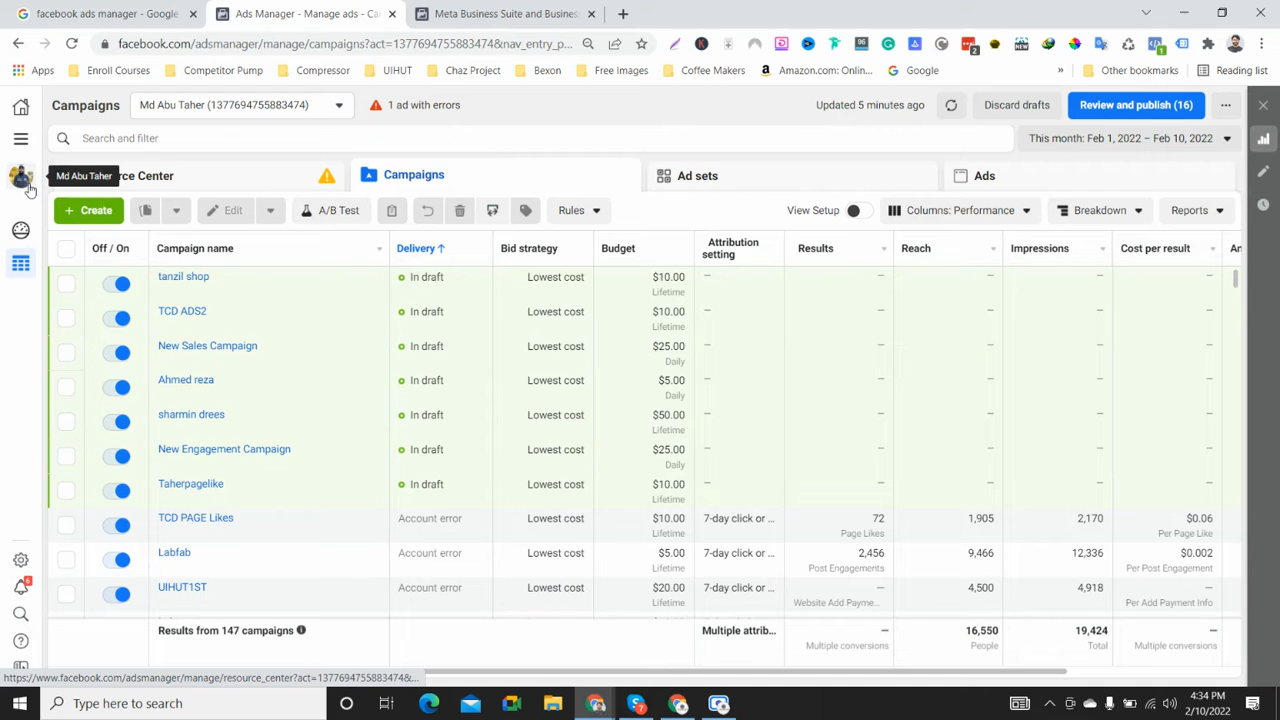 facebook ads manager - Google
Ads Manager - Manage ads - Ca
Meta Business Suite and Busines
facebook.com/adsmanager/manage/campaigns?act=1377694755883474&nav_entry_p...
Apps
Enroll Courses
Competitor Pump
Compressor
UIHUT
Chaz Project
Bexon
Free Images
Coffee Makers
Amazon.com: Onlin...
Google
»
Other bookmarks
Reading list
Campaigns
Md Abu Taher (1377694755883474)
1 ad with errors
Updated 5 minutes ago
Discard drafts
Review and publish (16)
Search and filter
This month: Feb 1, 2022 – Feb 10, 2022
Md Abu Taher
rce Center
Campaigns
Ad sets
Ads
+ Create
Edit
A/B Test
Rules
View Setup
Columns: Performance
Breakdown
Reports
Off / On
Campaign name
Delivery ↑
Bid strategy
Budget
Attribution
setting
Results
Reach
Impressions
Cost per result
An
tanzil shop In draft Lowest cost $10.00 – – – – –
Lifetime
TCD ADS2 In draft Lowest cost $10.00 – – – – –
Lifetime
New Sales Campaign In draft Lowest cost $25.00 – – – – –
Daily
Ahmed reza In draft Lowest cost $5.00 – – – – –
Daily
sharmin drees In draft Lowest cost $50.00 – – – – –
Lifetime
New Engagement Campaign In draft Lowest cost $25.00 – – – – –
Daily
Taherpagelike In draft Lowest cost $10.00 – – – – –
Lifetime
TCD PAGE Likes Account error Lowest cost $10.00 7-day click or ... 72 1,905 2,170 $0.06
Lifetime Page Likes Per Page Like
Labfab Account error Lowest cost $5.00 7-day click or ... 2,456 9,466 12,336 $0.002
Lifetime Post Engagements Per Post Engagement
UIHUT1ST Account error Lowest cost $20.00 7-day click or ... – 4,500 4,918 –
Lifetime Website Add Payme... Per Add Payment Info
Results from 147 campaigns Multiple attrib... – 16,550 19,424 –
Multiple conversions People Total Multiple conversions
https://www.facebook.com/adsmanager/manage/resource_center?act=1377694755883474&...
Type here to search
4:34 PM
2/10/2022